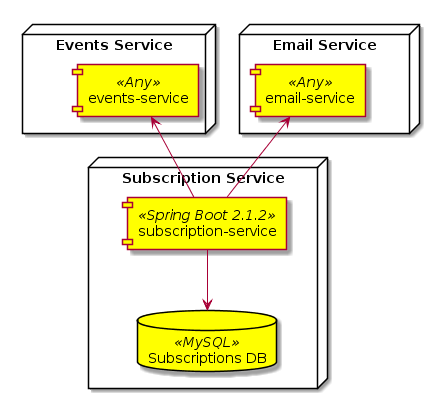 Events Service
«Any»
events-service
Email Service
«Any»
email-service
Subscription Service
«Spring Boot 2.1.2»
subscription-service
«MySQL»
Subscriptions DB